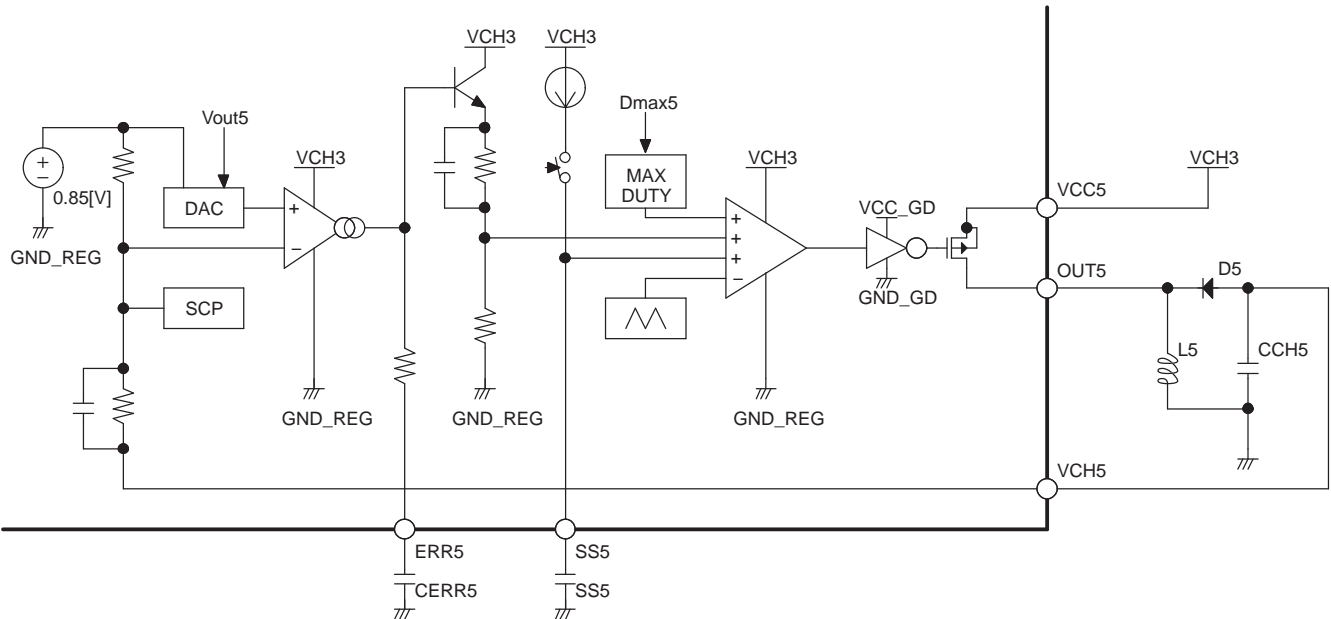 VCH3
VCH3
Vout5
Dmax5
VCH3
VCH3
VCH3
+
−
0.85[V]
DAC
+
−
MAX
DUTY
VCC5
VCC_GD
+
+
+
−
GND_REG
OUT5
D5
GND_GD
SCP
L5
CCH5
GND_REG
GND_REG
GND_REG
VCH5
ERR5
SS5
CERR5
SS5